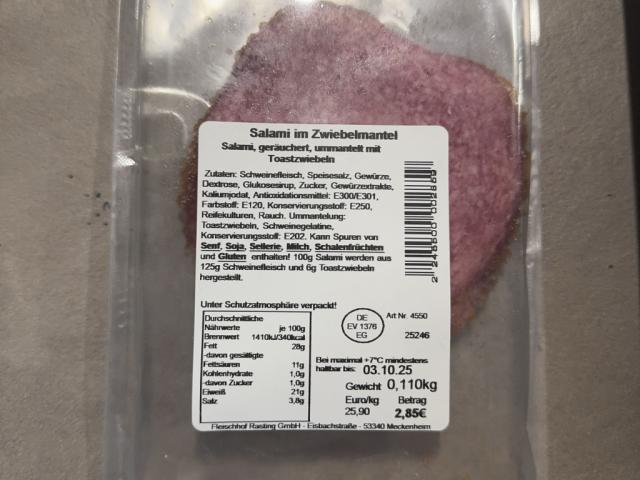 Salami im Zwiebelmantel
Salami, geräuchert, ummantelt mit
Toastzwiebeln
Zutaten: Schweinefleisch, Speisesalz, Gewürze,
Dextrose, Glukosesirup, Zucker, Gewürzextrakte,
Kaliumjodat, Antioxidationsmittel: E300/E301,
Farbstoff: E120, Konservierungsstoff: E250,
Reifekulturen, Rauch. Ummantelung:
Toastzwiebeln, Schweinegelatine,
Konservierungsstoff: E202. Kann Spuren von
Senf, Soja, Sellerie, Milch, Schalenfrüchten
und Gluten enthalten! 100g Salami werden aus
125g Schweinefleisch und 6g Toastzwiebeln
hergestellt.
Unter Schutzatmosphäre verpackt!
Durchschnittliche
Nährwerte je 100g
Brennwert 1410kJ/340kcal
Fett 28g
-davon gesättigte
Fettsäuren 11g
Kohlenhydrate 1,0g
-davon Zucker 1,0g
Eiweiß 21g
Salz 3,8g
DE
EV 1376
EG
Art Nr. 4550
25246
Bei maximal +7°C mindestens
haltbar bis: 03.10.25
Gewicht 0,110kg
Euro/kg Betrag
25,90 2,85€
Fleischhof Rasting GmbH - Eisbachstraße - 53340 Meckenheim